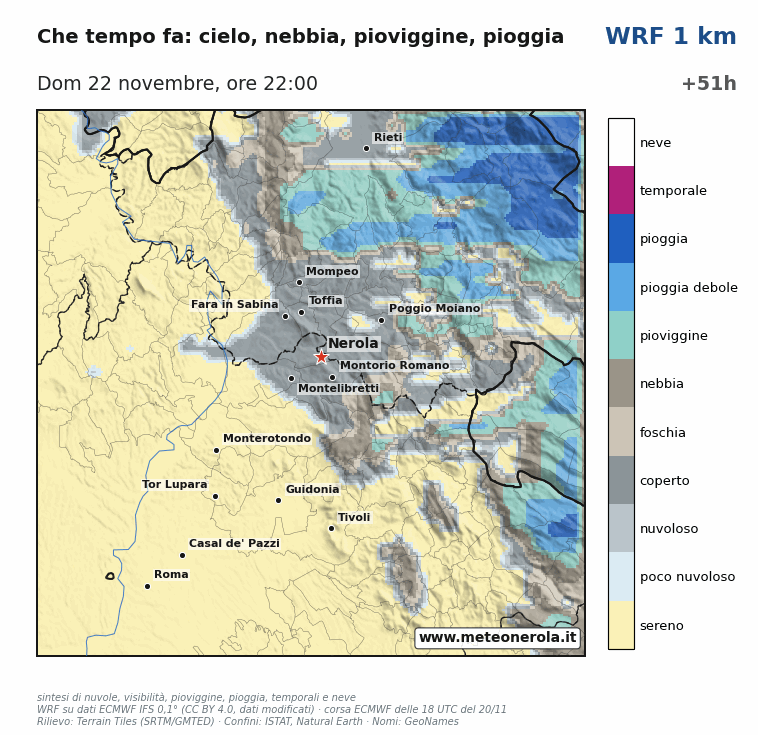 Che tempo fa: cielo, nebbia, pioviggine, pioggia
WRF 1 km
Dom 22 novembre, ore 22:00
+51h
Rieti
Mompeo
Fara in Sabina
Toffia
Poggio Moiano
Nerola
Montorio Romano
Montelibretti
Monterotondo
Tor Lupara
Guidonia
Tivoli
Casal de' Pazzi
Roma
www.meteonerola.it
neve
temporale
pioggia
pioggia debole
pioviggine
nebbia
foschia
coperto
nuvoloso
poco nuvoloso
sereno
sintesi di nuvole, visibilità, pioviggine, pioggia, temporali e neve
WRF su dati ECMWF IFS 0,1° (CC BY 4.0, dati modificati) · corsa ECMWF delle 18 UTC del 20/11
Rilievo: Terrain Tiles (SRTM/GMTED) · Confini: ISTAT, Natural Earth · Nomi: GeoNames